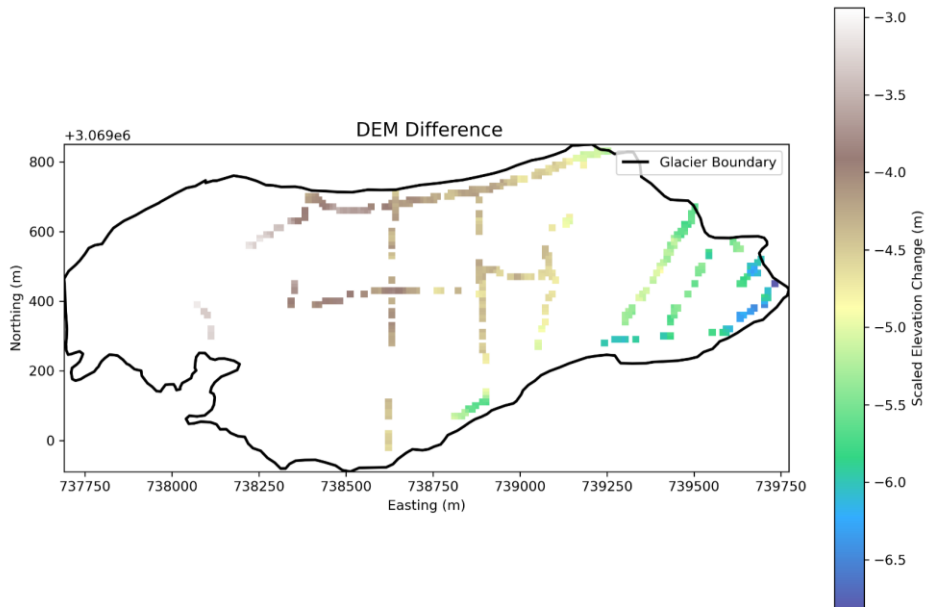 DEM Difference
+3.069e6
Glacier Boundary
800
600
400
200
0
Northing (m)
737750 738000 738250 738500 738750 739000 739250 739500 739750
Easting (m)
−3.0
−3.5
−4.0
−4.5
−5.0
−5.5
−6.0
−6.5
Scaled Elevation Change (m)